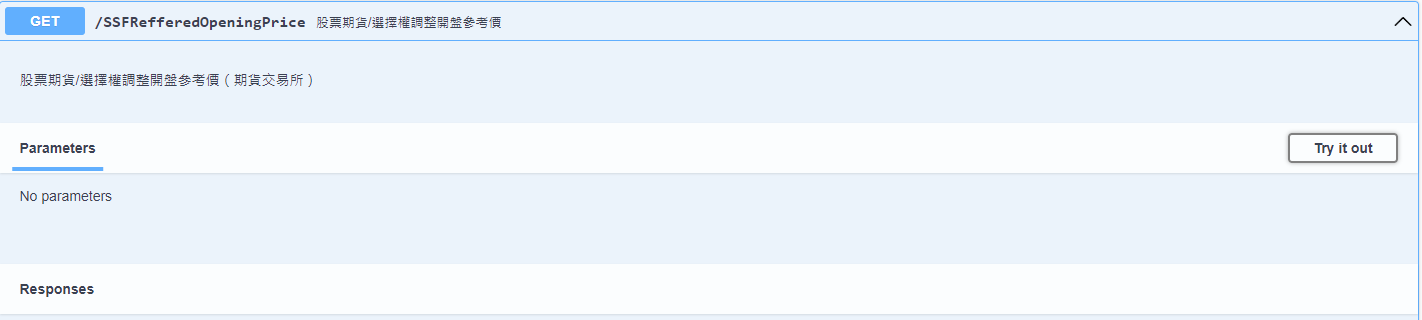 GET /SSFRefferedOpeningPrice 股票期貨/選擇權調整開盤參考價
股票期貨/選擇權調整開盤參考價（期貨交易所）
Parameters Try it out
No parameters
Responses